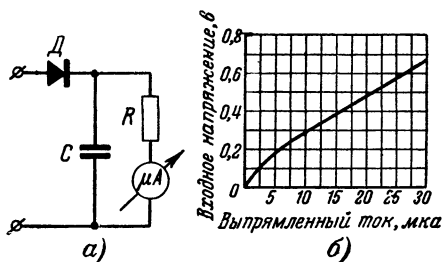 Д
C
R
μA
а)
Входное напряжение, в
0,8
0,6
0,4
0,2
0
5 10 15 20 25 30
Выпрямленный ток, мка
б)